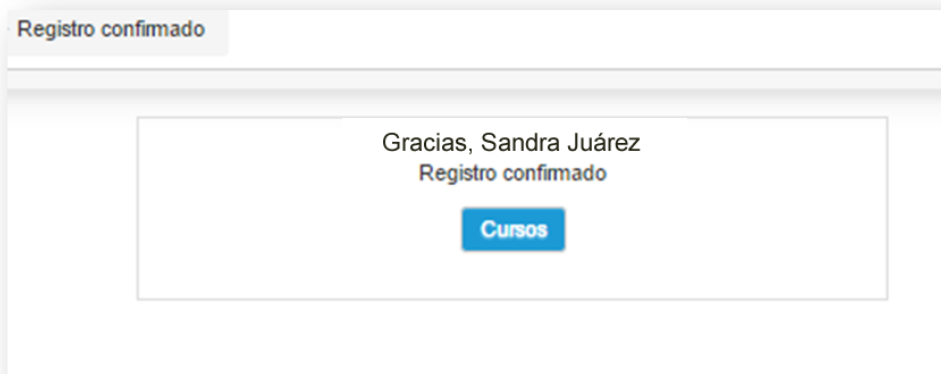 Registro confirmado
Gracias, Sandra Juárez
Registro confirmado
Cursos